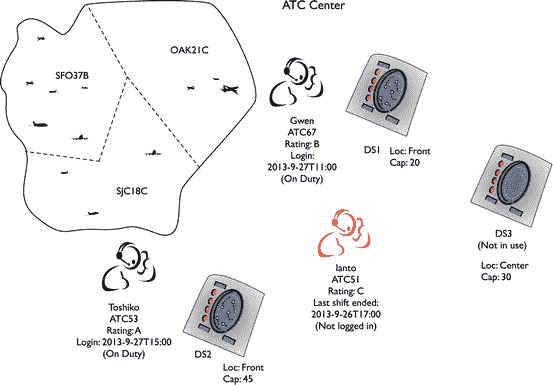 ATC Center
OAK21C
SFO37B
SJC18C
Gwen
ATC67
Rating: B
Login:
2013-9-27T11:00
(On Duty)
DS1
Loc: Front
Cap: 20
DS3
(Not in use)
Loc: Center
Cap: 30
Ianto
ATC51
Rating: C
Last shift ended:
2013-9-26T17:00
(Not logged in)
Toshiko
ATC53
Rating: A
Login: 2013-9-27T15:00
(On Duty)
DS2
Loc: Front
Cap: 45